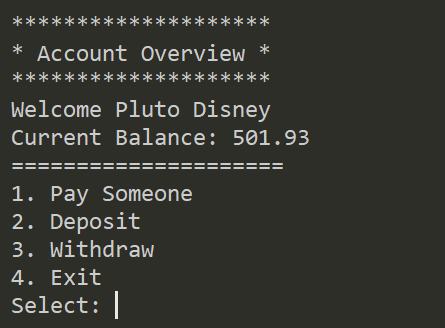 ********************
* Account Overview *
********************
Welcome Pluto Disney
Current Balance: 501.93
=====================
1. Pay Someone
2. Deposit
3. Withdraw
4. Exit
Select: